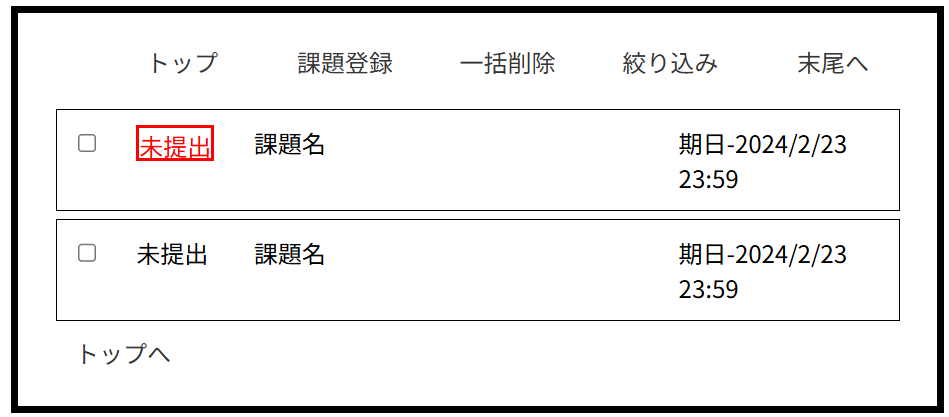 トップ 課題登録 一括削除 絞り込み 末尾へ
未提出 課題名 期日-2024/2/23
23:59
未提出 課題名 期日-2024/2/23
23:59
トップへ